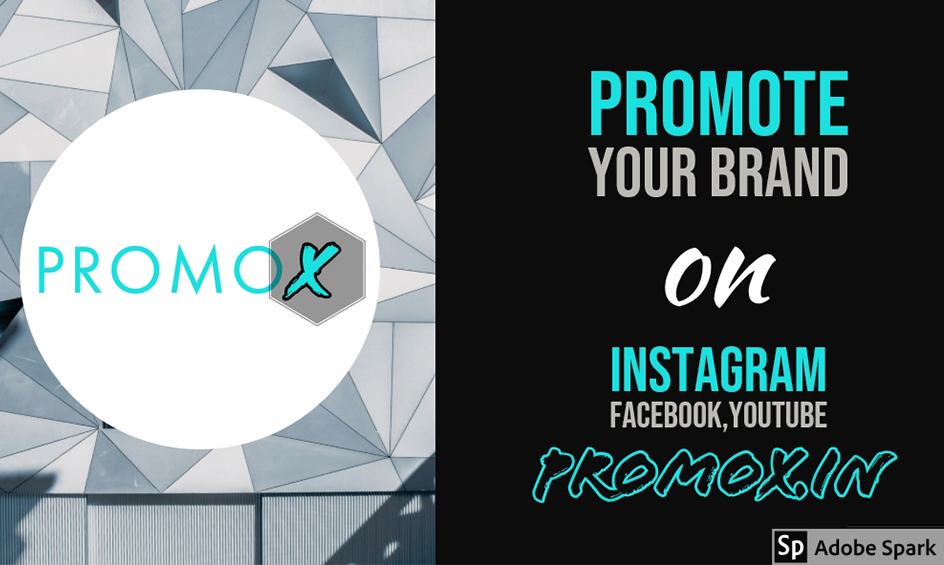 PROMOX
PROMOTE
YOUR BRAND
on
INSTAGRAM
FACEBOOK,YOUTUBE
PROMOX.IN
Sp Adobe Spark